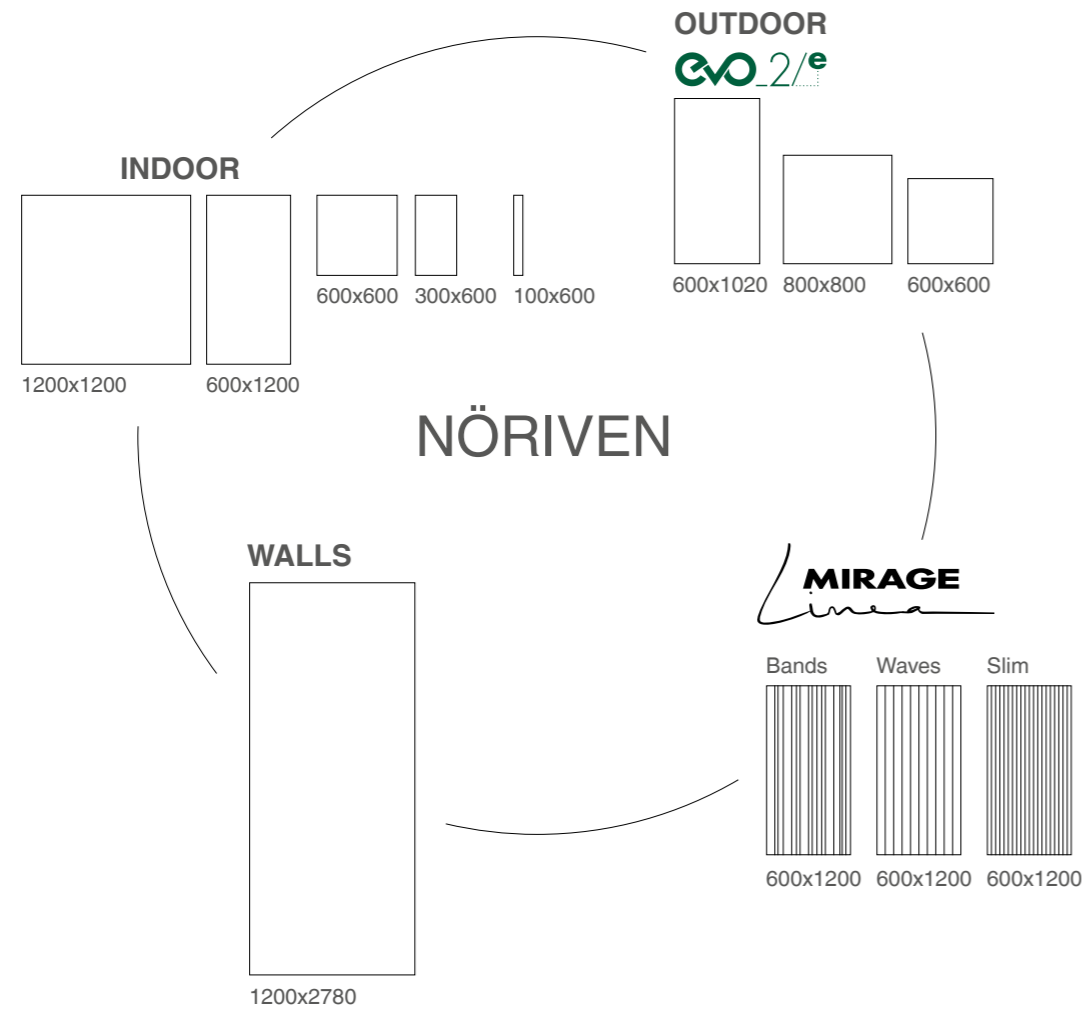 OUTDOOR
evo_2/e
INDOOR
600x1020 800x800 600x600
600x600 300x600 100x600
1200x1200 600x1200
NÖRIVEN
WALLS
MIRAGE
Linea
Bands Waves Slim
600x1200 600x1200 600x1200
1200x2780